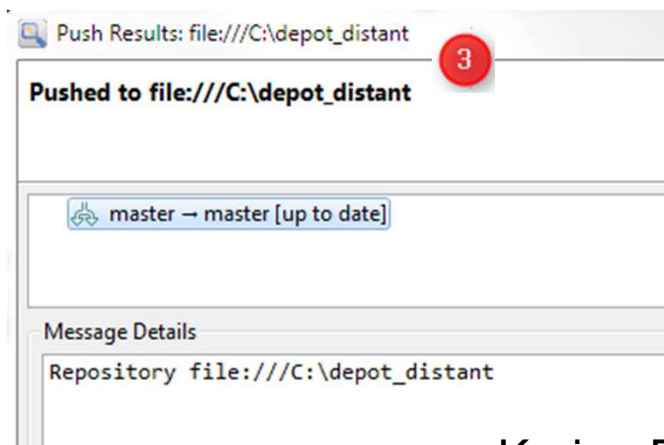 Push Results: file:///C:\depot_distant
3
Pushed to file:///C:\depot_distant
master → master [up to date]
Message Details
Repository file:///C:\depot_distant